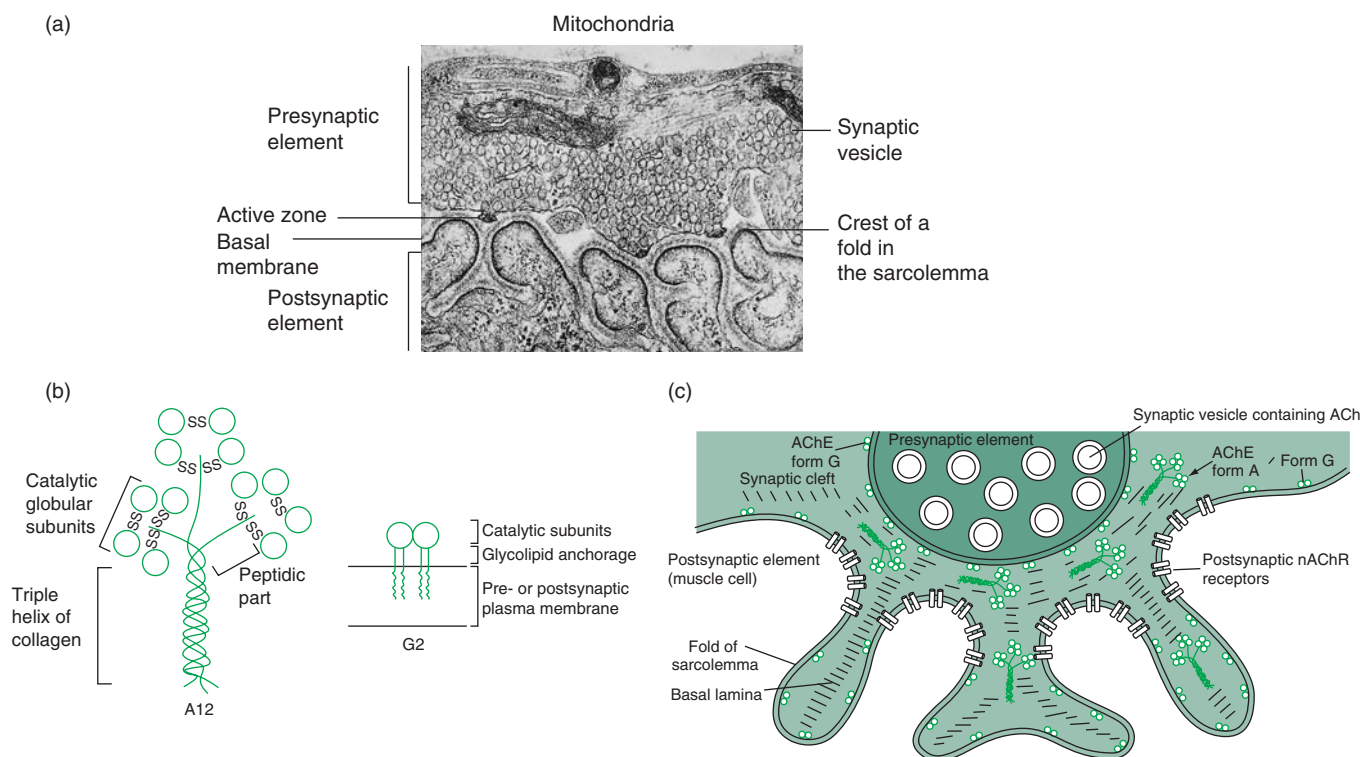 (a)
Mitochondria
Presynaptic
element
Synaptic
vesicle
Active zone
Basal
membrane
Crest of a
fold in
the sarcolemma
Postsynaptic
element
(b)
SS
SS
SS
Catalytic
globular
subunits
SS
SS
SS
SS
SS
SS
Peptidic
part
Triple
helix of
collagen
A12
Catalytic subunits
Glycolipid anchorage
Pre- or postsynaptic
plasma membrane
G2
(c)
Synaptic vesicle containing ACh
AChE
form G
Presynaptic element
AChE
form A
Form G
Synaptic cleft
Postsynaptic element
(muscle cell)
Postsynaptic nAChR
receptors
Fold of
sarcolemma
Basal lamina